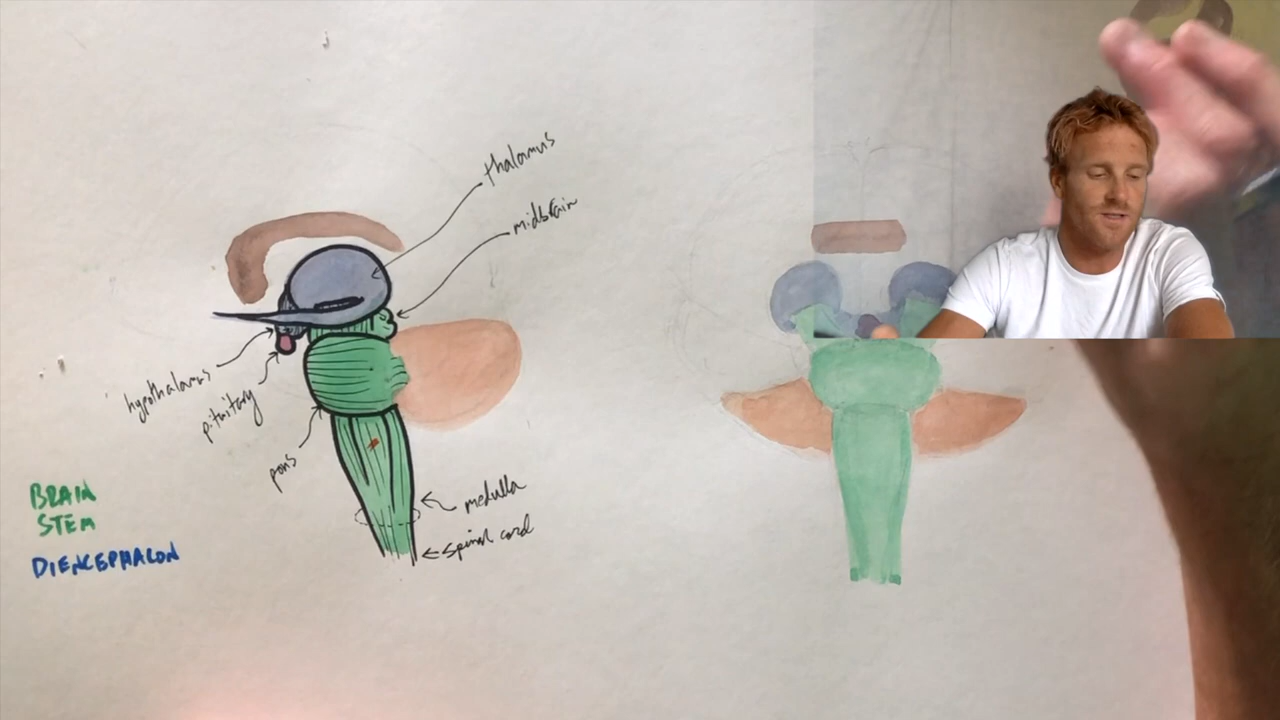 thalamus
midbrain
hypothalamus
pituitary
pons
medulla
spinal cord
BRAIN
STEM
DIENCEPHALON